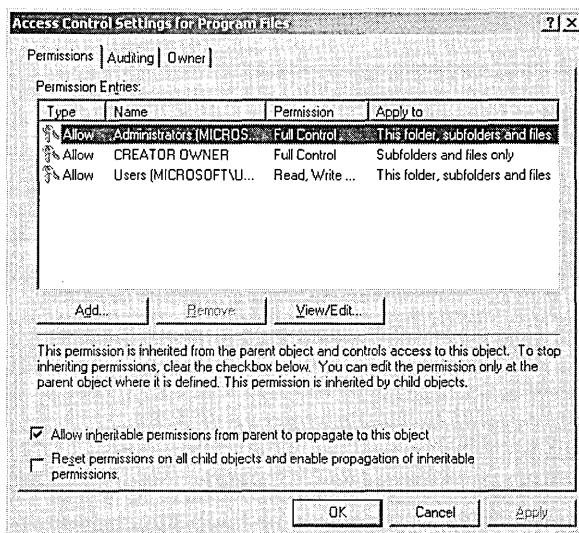 Access Control Settings for Program Files
? X
Permissions Auditing Owner
Permission Entries:
Type Name Permission Apply to
Allow Administrators (MICROS... Full Control This folder, subfolders and files
Allow CREATOR OWNER Full Control Subfolders and files only
Allow Users (MICROSOFT\U... Read, Write ... This folder, subfolders and files
Add... Remove View/Edit...
This permission is inherited from the parent object and controls access to this object. To stop
inheriting permissions, clear the checkbox below. You can edit the permission only at the
parent object where it is defined. This permission is inherited by child objects.
Allow inheritable permissions from parent to propagate to this object
Reset permissions on all child objects and enable propagation of inheritable
permissions.
OK Cancel Apply